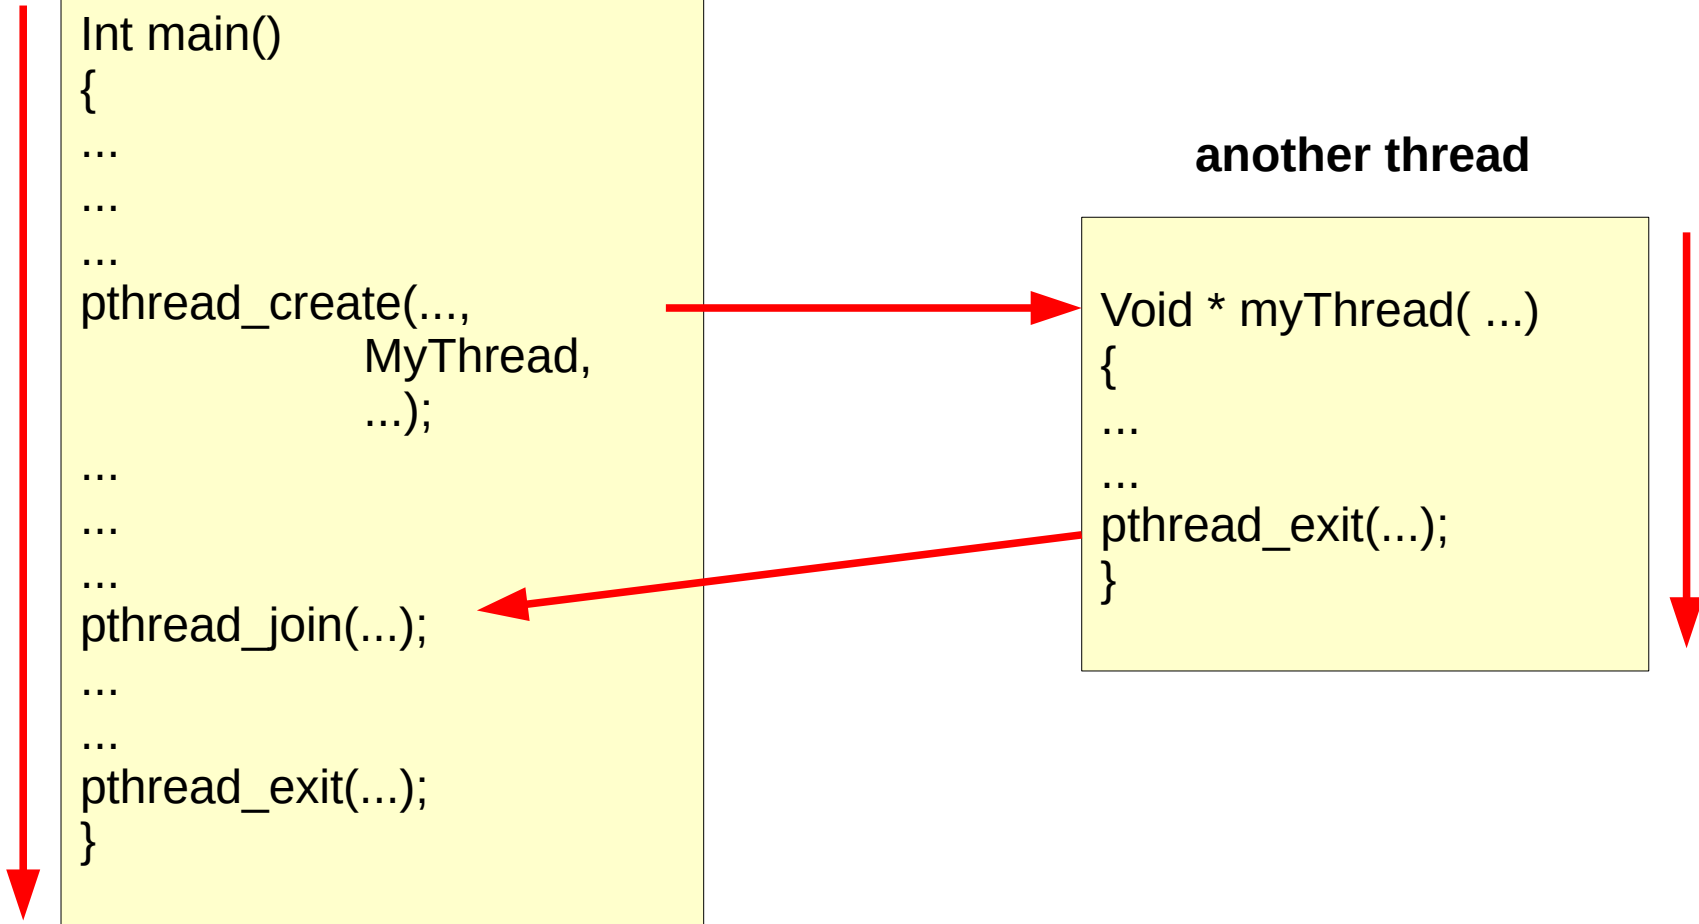 Int main()
{
...
...
...
pthread_create(...,
MyThread,
...);
...
...
...
pthread_join(...);
...
...
pthread_exit(...);
}
another thread
Void * myThread( ...)
{
...
...
pthread_exit(...);
}